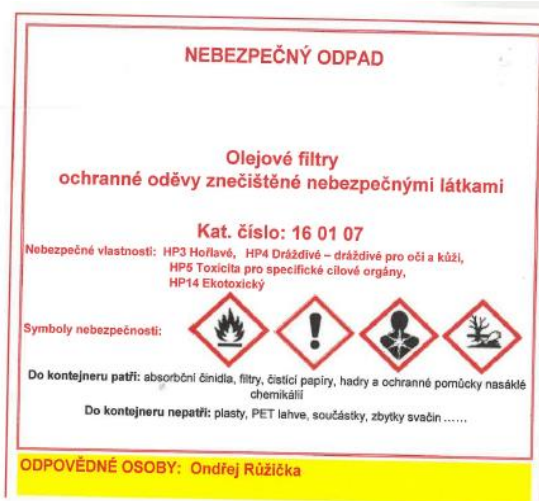 NEBEZPEČNÝ ODPAD
Olejové filtry
ochranné oděvy znečištěné nebezpečnými látkami
Kat. číslo: 16 01 07
Nebezpečné vlastnosti: HP3 Hořlavé, HP4 Dráždivé – dráždivé pro oči a kůži,
HP5 Toxicita pro specifické cílové orgány,
HP14 Ekotoxický
Symboly nebezpečnosti:
Do kontejneru patří: absorbční činidla, filtry, čistící papíry, hadry a ochranné pomůcky nasáklé
chemikálií
Do kontejneru nepatří: plasty, PET lahve, součástky, zbytky svačin ......
ODPOVĚDNÉ OSOBY: Ondřej Růžička